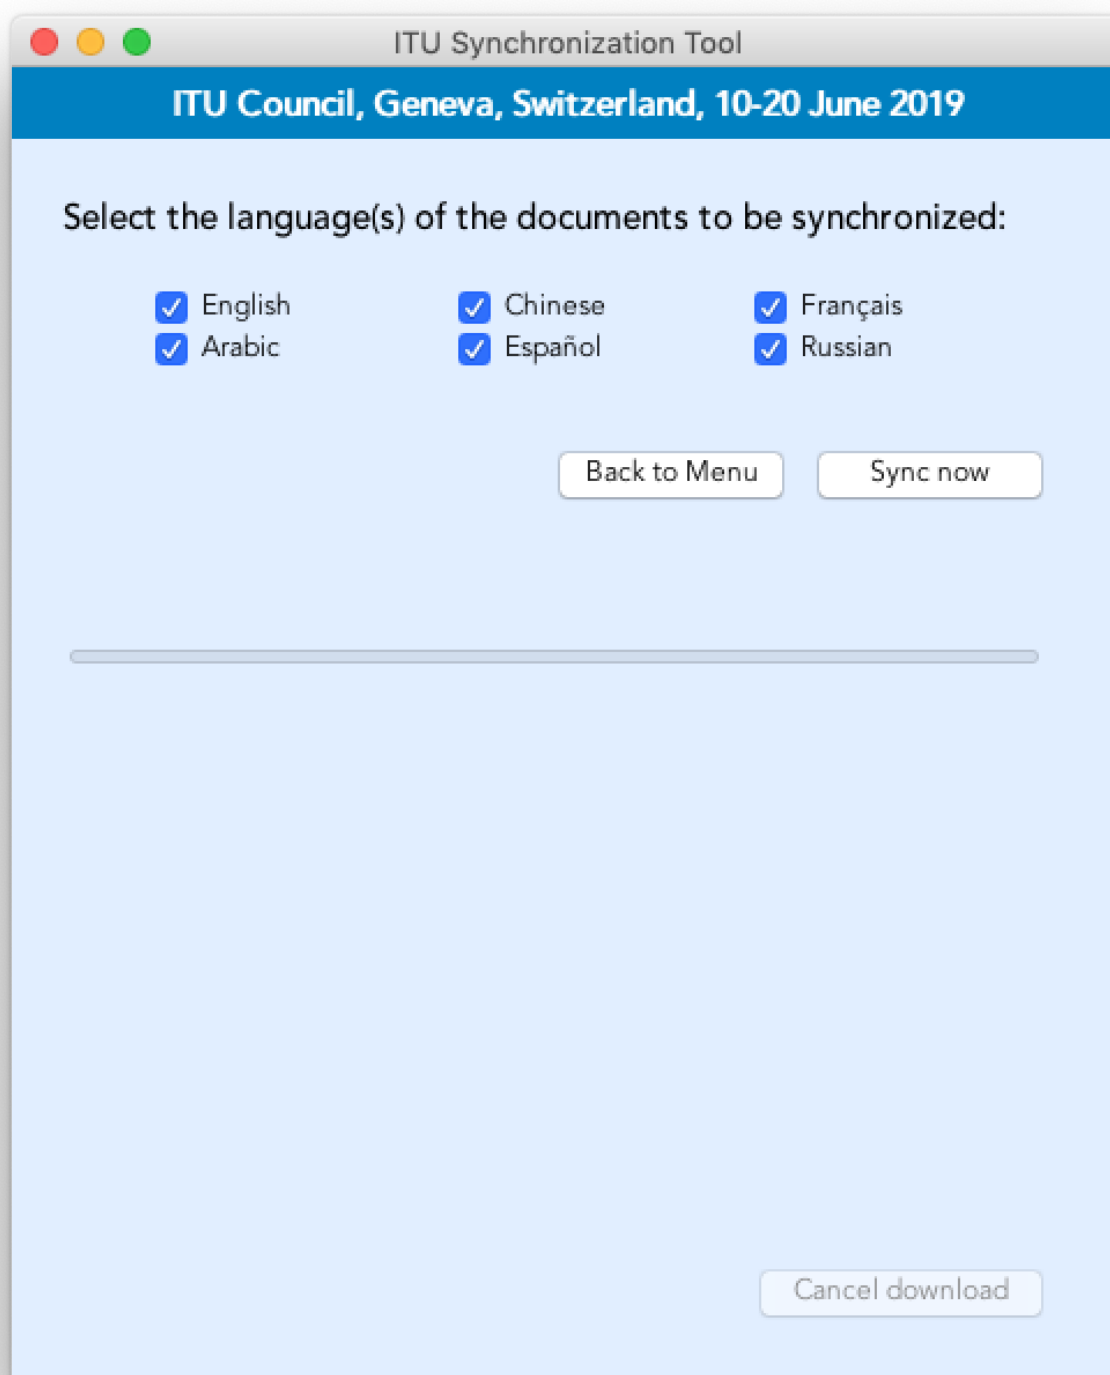 ITU Synchronization Tool
ITU Council, Geneva, Switzerland, 10-20 June 2019
Select the language(s) of the documents to be synchronized:
English Chinese Français
Arabic Español Russian
Back to Menu Sync now
Cancel download